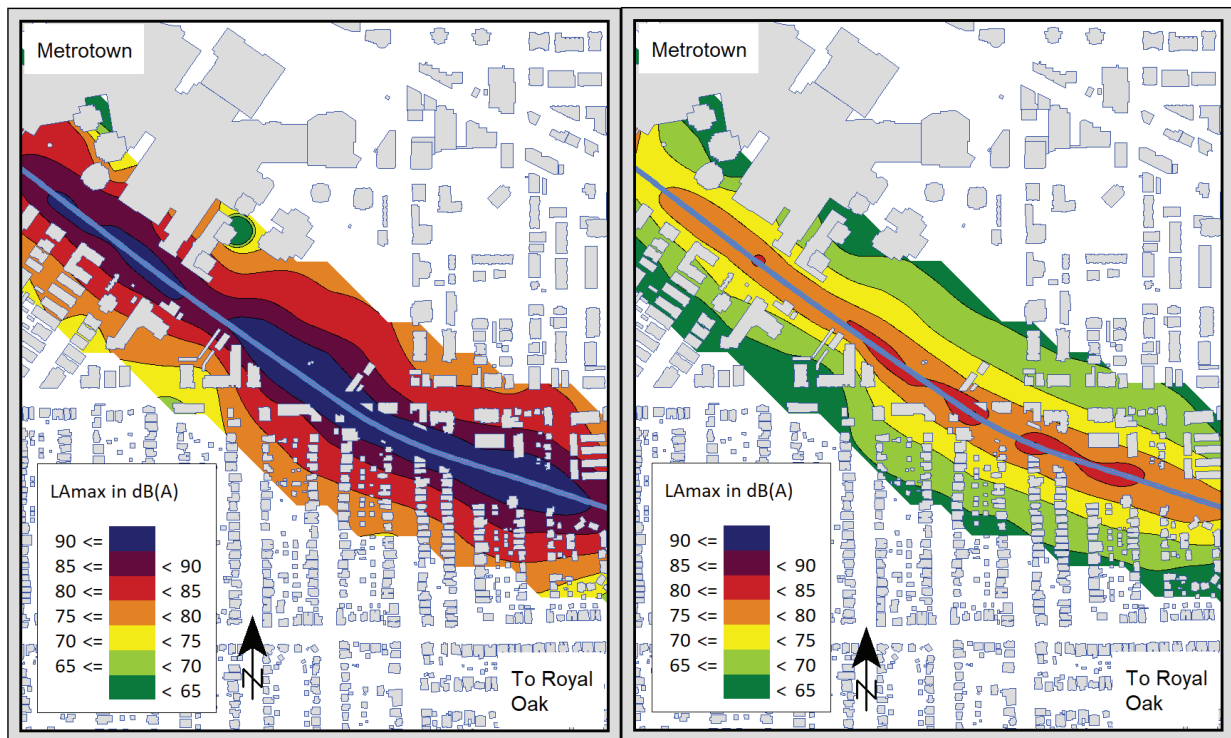 Metrotown
LAmax in dB(A)
90 <=
85 <= < 90
80 <= < 85
75 <= < 80
70 <= < 75
65 <= < 70
< 65
N
To Royal
Oak
Metrotown
LAmax in dB(A)
90 <=
85 <= < 90
80 <= < 85
75 <= < 80
70 <= < 75
65 <= < 70
< 65
N
To Royal
Oak